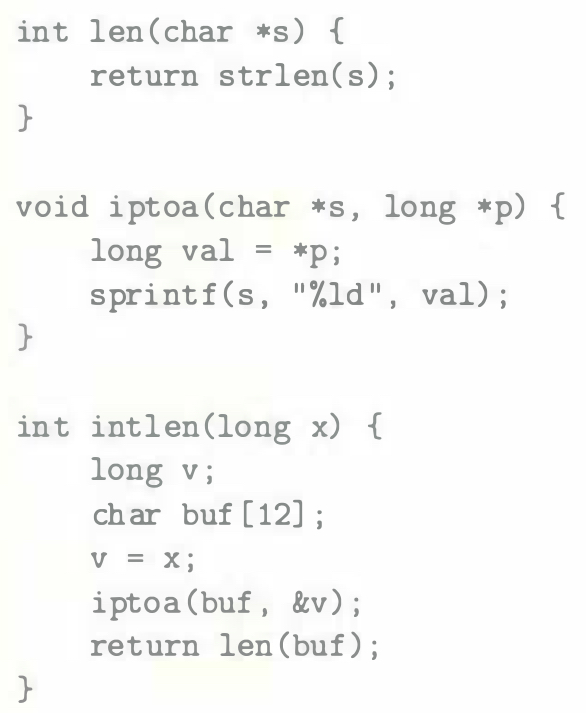 int len(char *s) {
    return strlen(s);
}

void iptoa(char *s, long *p) {
    long val = *p;
    sprintf(s, "%ld", val);
}

int intlen(long x) {
    long v;
    char buf[12];
    v = x;
    iptoa(buf, &v);
    return len(buf);
}